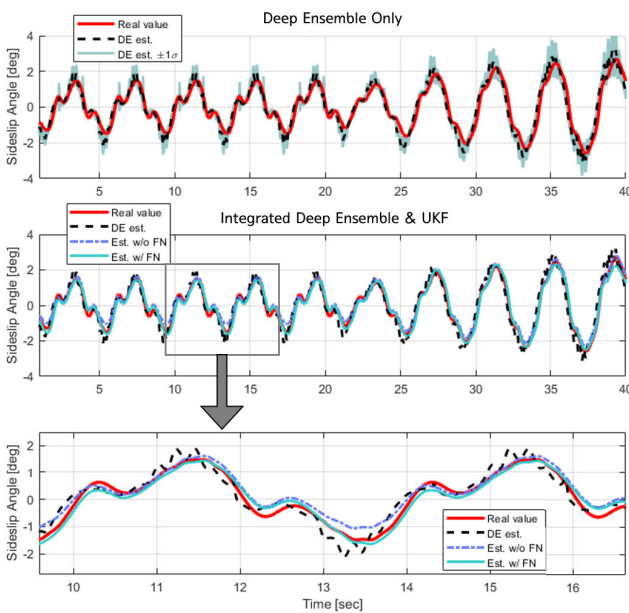 Deep Ensemble Only
Real value
DE est.
DE est. ±1σ
Sideslip Angle [deg]
4
2
0
-2
-4
5 10 15 20 25 30 35 40
Integrated Deep Ensemble & UKF
Real value
DE est.
Est. w/o FN
Est. w/ FN
Sideslip Angle [deg]
4
2
0
-2
-4
5 10 15 20 25 30 35 40
Sideslip Angle [deg]
2
1
0
-1
-2
Real value
DE est.
Est. w/o FN
Est. w/ FN
10 11 12 13 14 15 16
Time [sec]